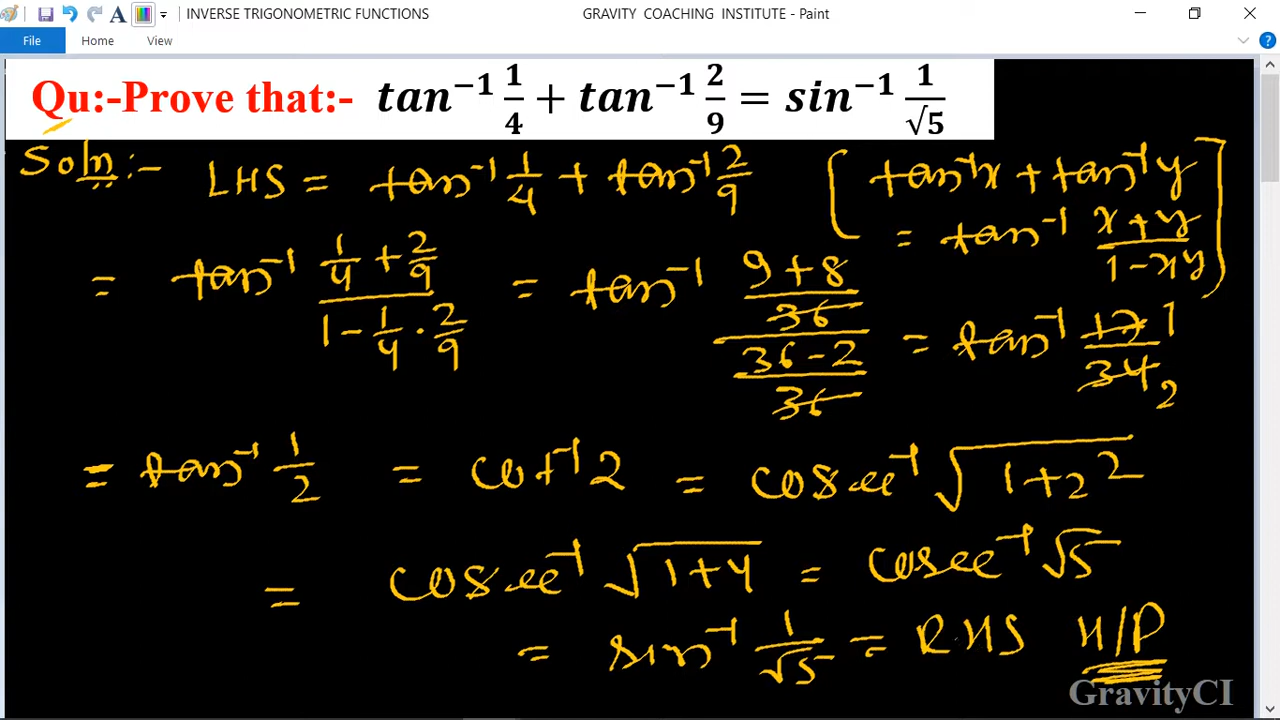 INVERSE TRIGONOMETRIC FUNCTIONS GRAVITY COACHING INSTITUTE - Paint
File Home View
Qu:-Prove that:- tan⁻¹ 1/4 + tan⁻¹ 2/9 = sin⁻¹ 1/√5
Soln:- LHS = tan⁻¹ 1/4 + tan⁻¹ 2/9 [tan⁻¹x + tan⁻¹y
= tan⁻¹ (x+y)/(1-xy)]
= tan⁻¹ (1/4 + 2/9)/(1 - 1/4 · 2/9) = tan⁻¹ ((9+8)/36)/((36-2)/36) = tan⁻¹ 17/34 1 2
= tan⁻¹ 1/2 = cot⁻¹ 2 = cosec⁻¹ √(1+2²)
= cosec⁻¹ √(1+4) = cosec⁻¹ √5
= sin⁻¹ 1/√5 = RHS H/P
GravityCI